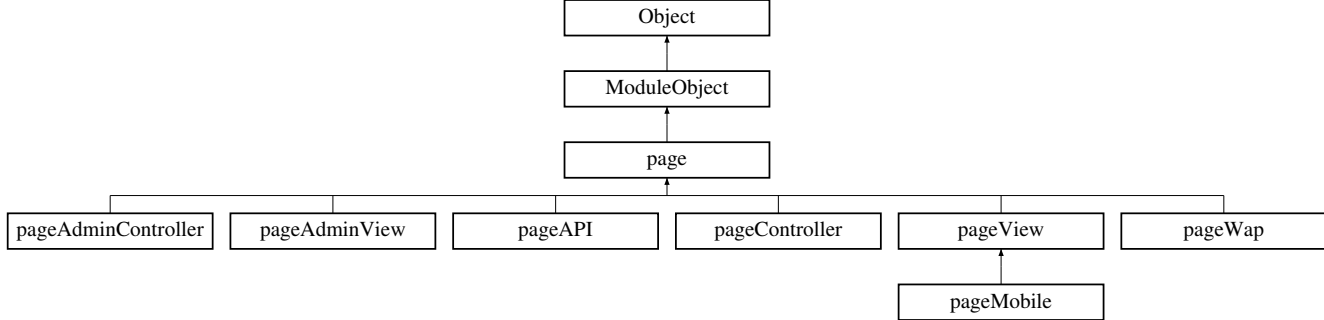 Object
ModuleObject
page
pageAdminController
pageAdminView
pageAPI
pageController
pageView
pageWap
pageMobile